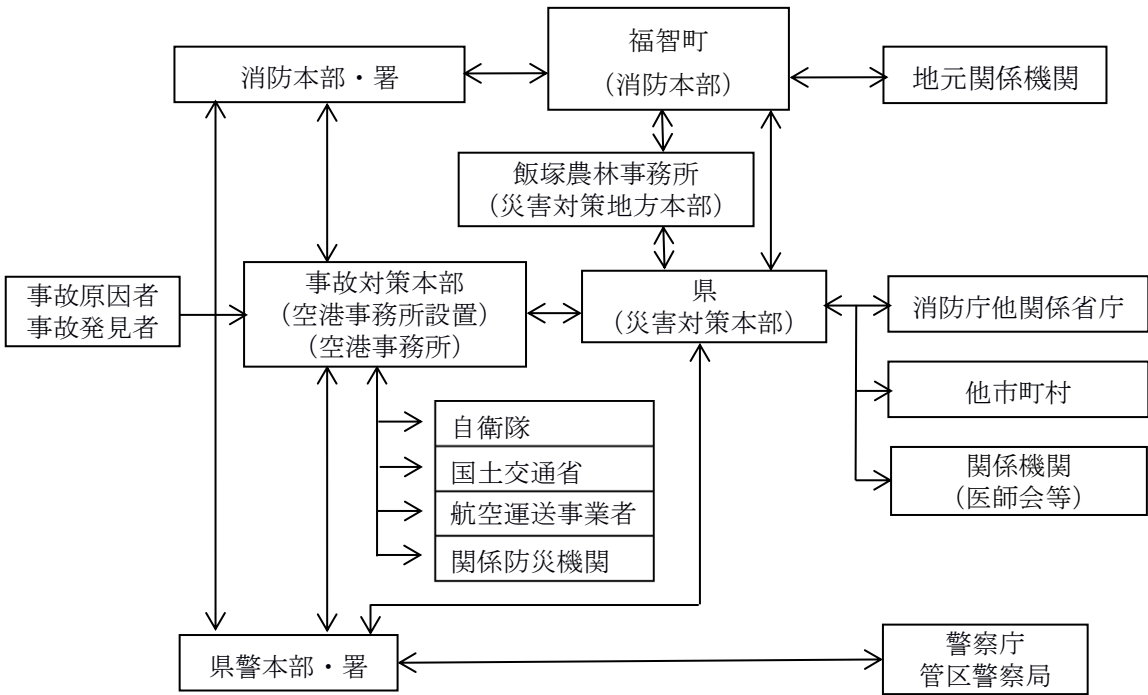 福智町
（消防本部）
消防本部・署
地元関係機関
飯塚農林事務所
（災害対策地方本部）
事故原因者
事故発見者
事故対策本部
（空港事務所設置）
（空港事務所）
県
（災害対策本部）
消防庁他関係省庁
他市町村
関係機関
（医師会等）
自衛隊
国土交通省
航空運送事業者
関係防災機関
県警本部・署
警察庁
管区警察局